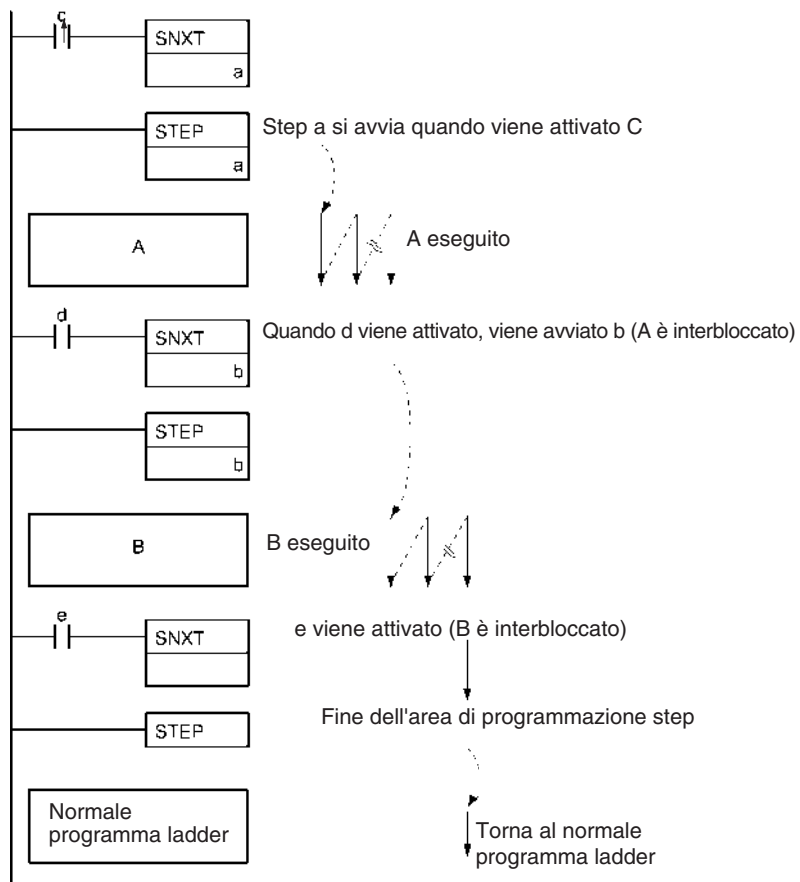 c
SNXT
a
STEP
a
Step a si avvia quando viene attivato C
A
A eseguito
d
SNXT
b
Quando d viene attivato, viene avviato b (A è interbloccato)
STEP
b
B
B eseguito
e
SNXT
e viene attivato (B è interbloccato)
STEP
Fine dell'area di programmazione step
Normale
programma ladder
Torna al normale
programma ladder